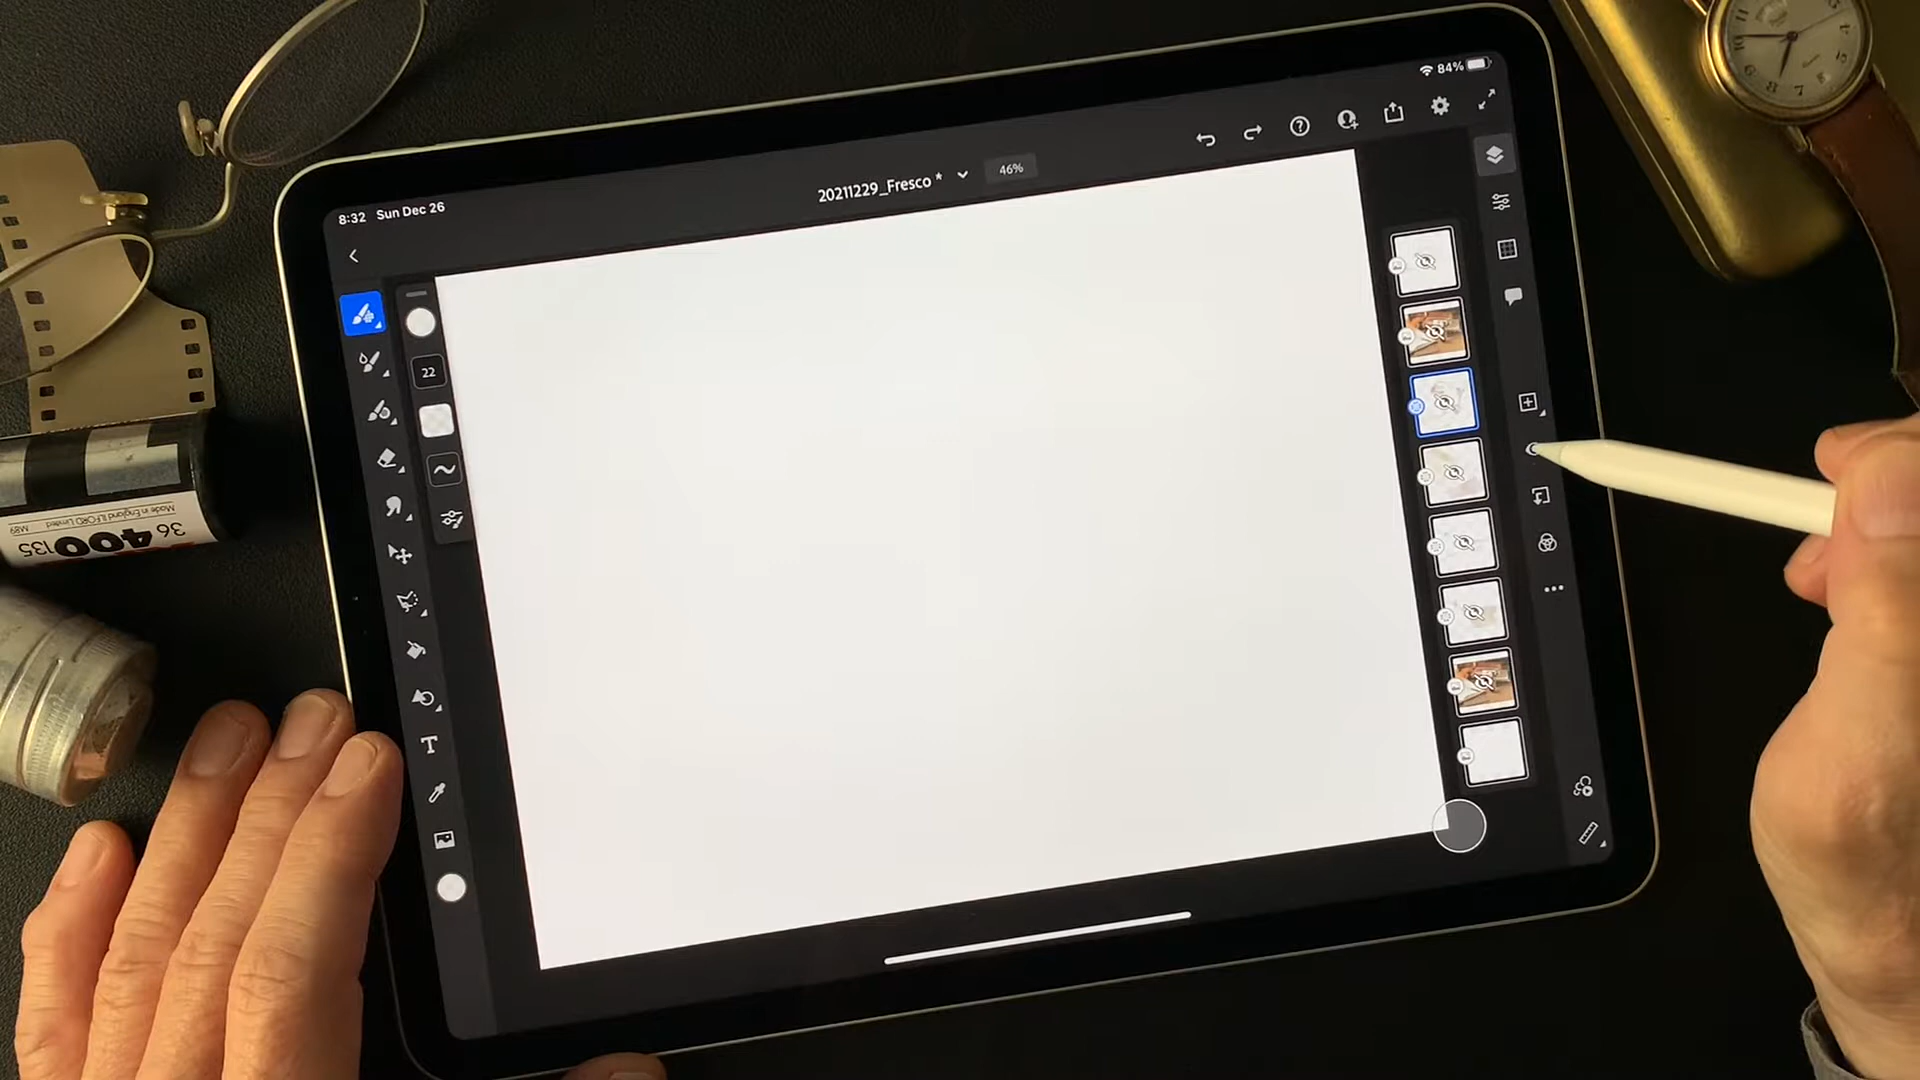 84%
8:32 Sun Dec 26
20211229_Fresco *
46%
22
T
Made in England ILFORD Limited
36 400 135